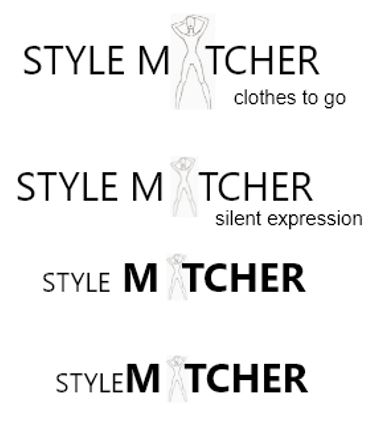 STYLE M TCHER
clothes to go
STYLE M TCHER
silent expression
STYLE M TCHER
STYLEM TCHER